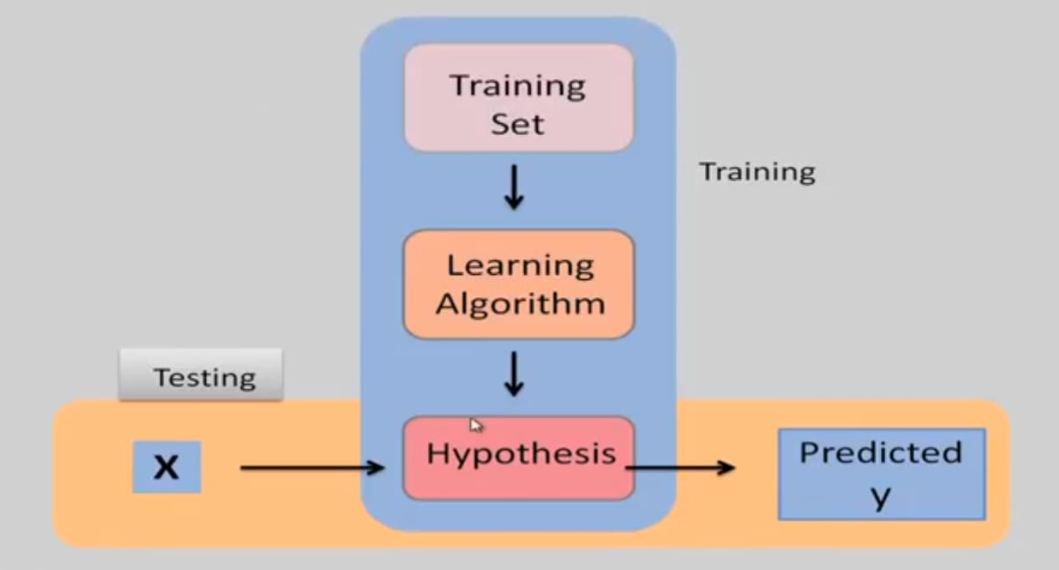 Training
Set
Training
Learning
Algorithm
Testing
X
Hypothesis
Predicted
y